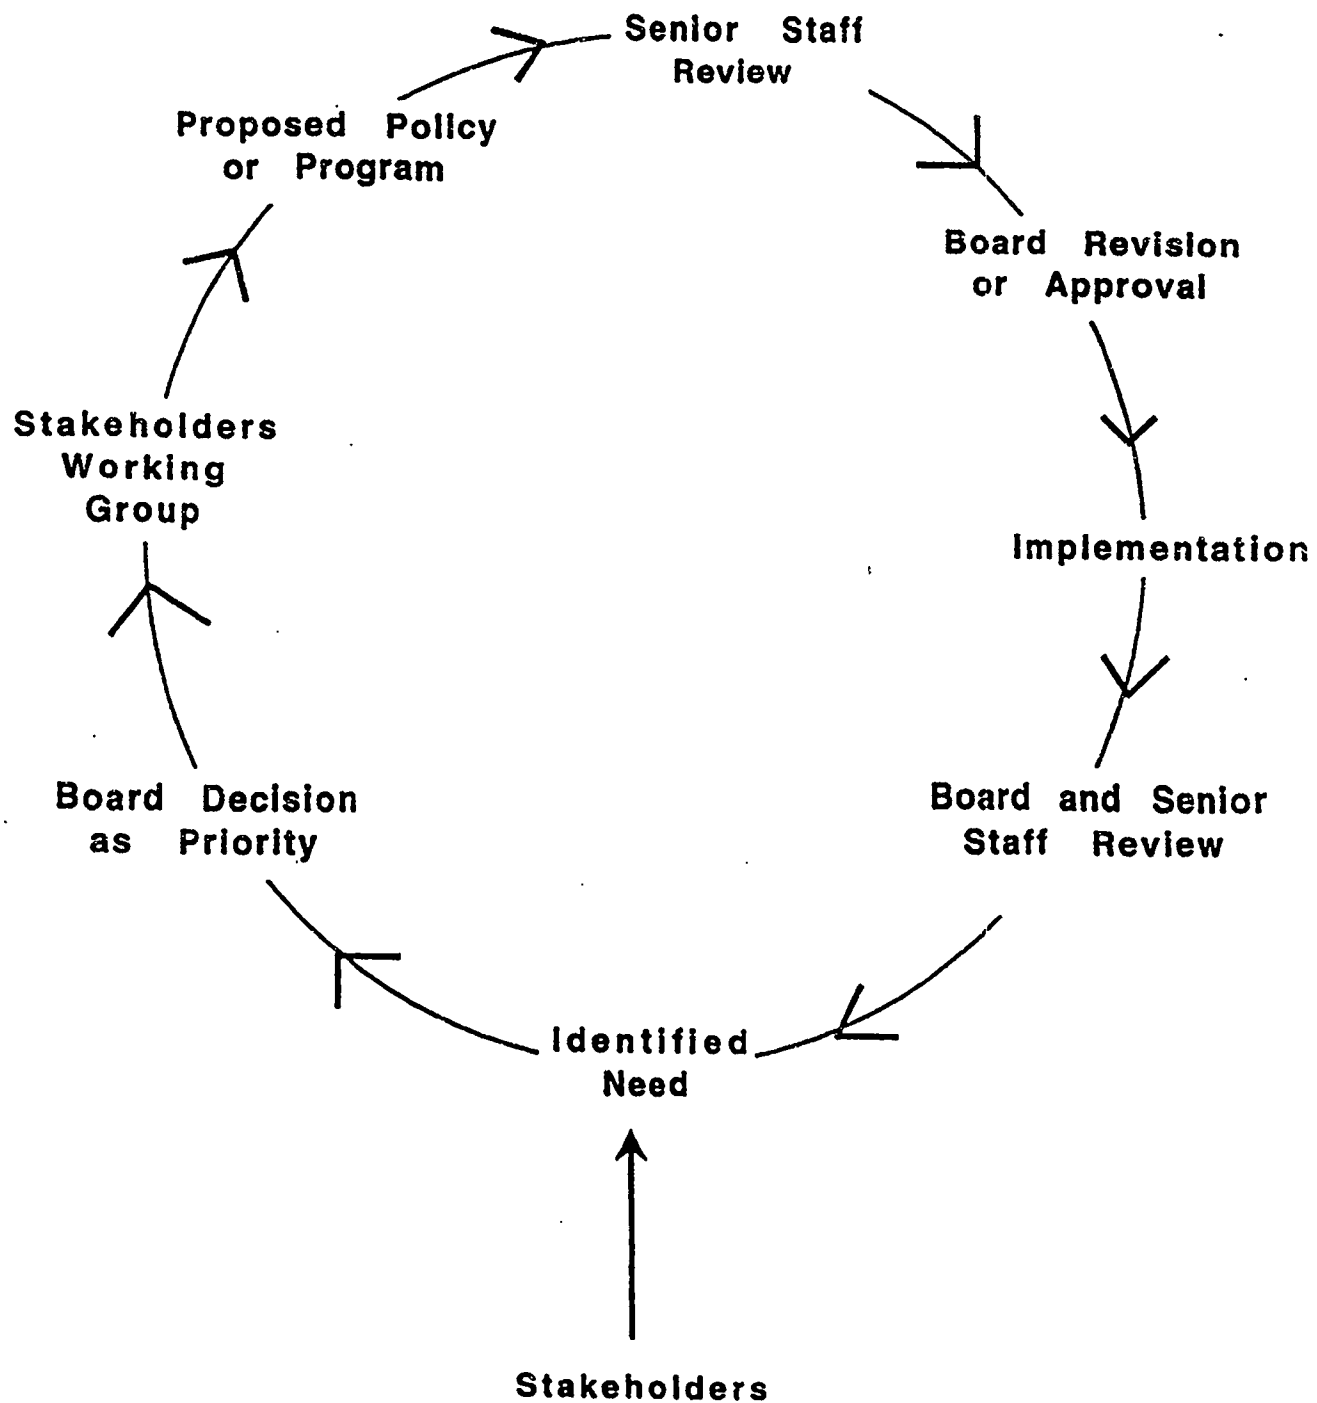 Senior Staff
Review
Proposed Policy
or Program
Board Revision
or Approval
Stakeholders
Working
Group
Implementation
Board Decision
as Priority
Board and Senior
Staff Review
Identified
Need
Stakeholders